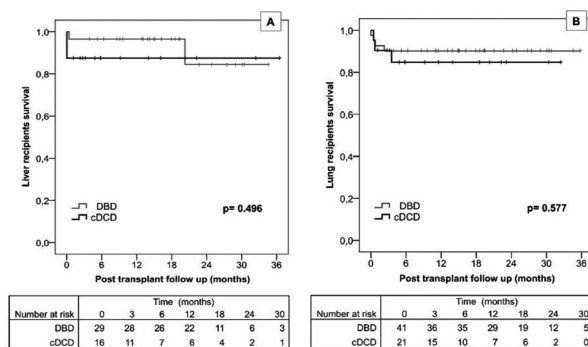 A
Liver recipients survival
1,0
0,8
0,6
0,4
0,2
0,0
DBD
cDCD
p= 0.496
0 6 12 18 24 30 36
Post transplant follow up (months)
Time (months)
Number at risk 0 3 6 12 18 24 30
DBD 29 28 26 22 11 6 3
cDCD 16 11 7 6 4 2 1
B
Lung recipients survival
1,0
0,8
0,6
0,4
0,2
0,0
DBD
cDCD
p= 0.577
0 6 12 18 24 30 36
Post transplant follow up (months)
Time (months)
Number at risk 0 3 6 12 18 24 30
DBD 41 36 35 29 19 12 5
cDCD 21 15 10 7 6 2 2